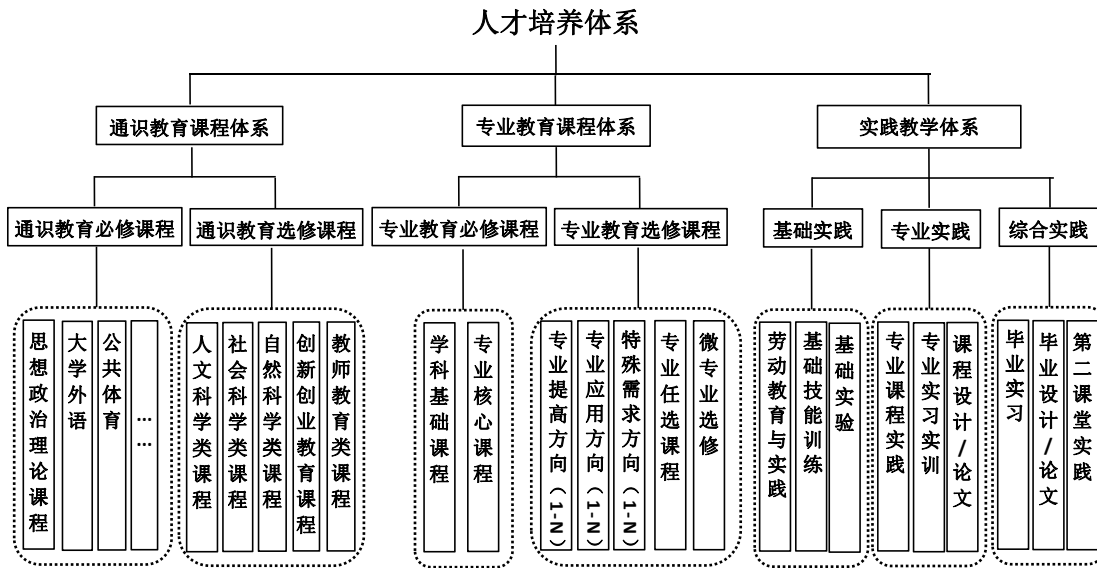 人才培养体系
通识教育课程体系
专业教育课程体系
实践教学体系
通识教育必修课程
通识教育选修课程
专业教育必修课程
专业教育选修课程
基础实践
专业实践
综合实践
思想政治理论课程
大学外语
公共体育
……
人文科学类课程
社会科学类课程
自然科学类课程
创新创业教育课程
教师教育类课程
学科基础课程
专业核心课程
专业提高方向（1-N）
专业应用方向（1-N）
特殊需求方向（1-N）
专业任选课程
微专业选修
劳动教育与实践
基础技能训练
基础实验
专业课程实践
专业实习实训
课程设计/论文
毕业实习
毕业设计/论文
第二课堂实践